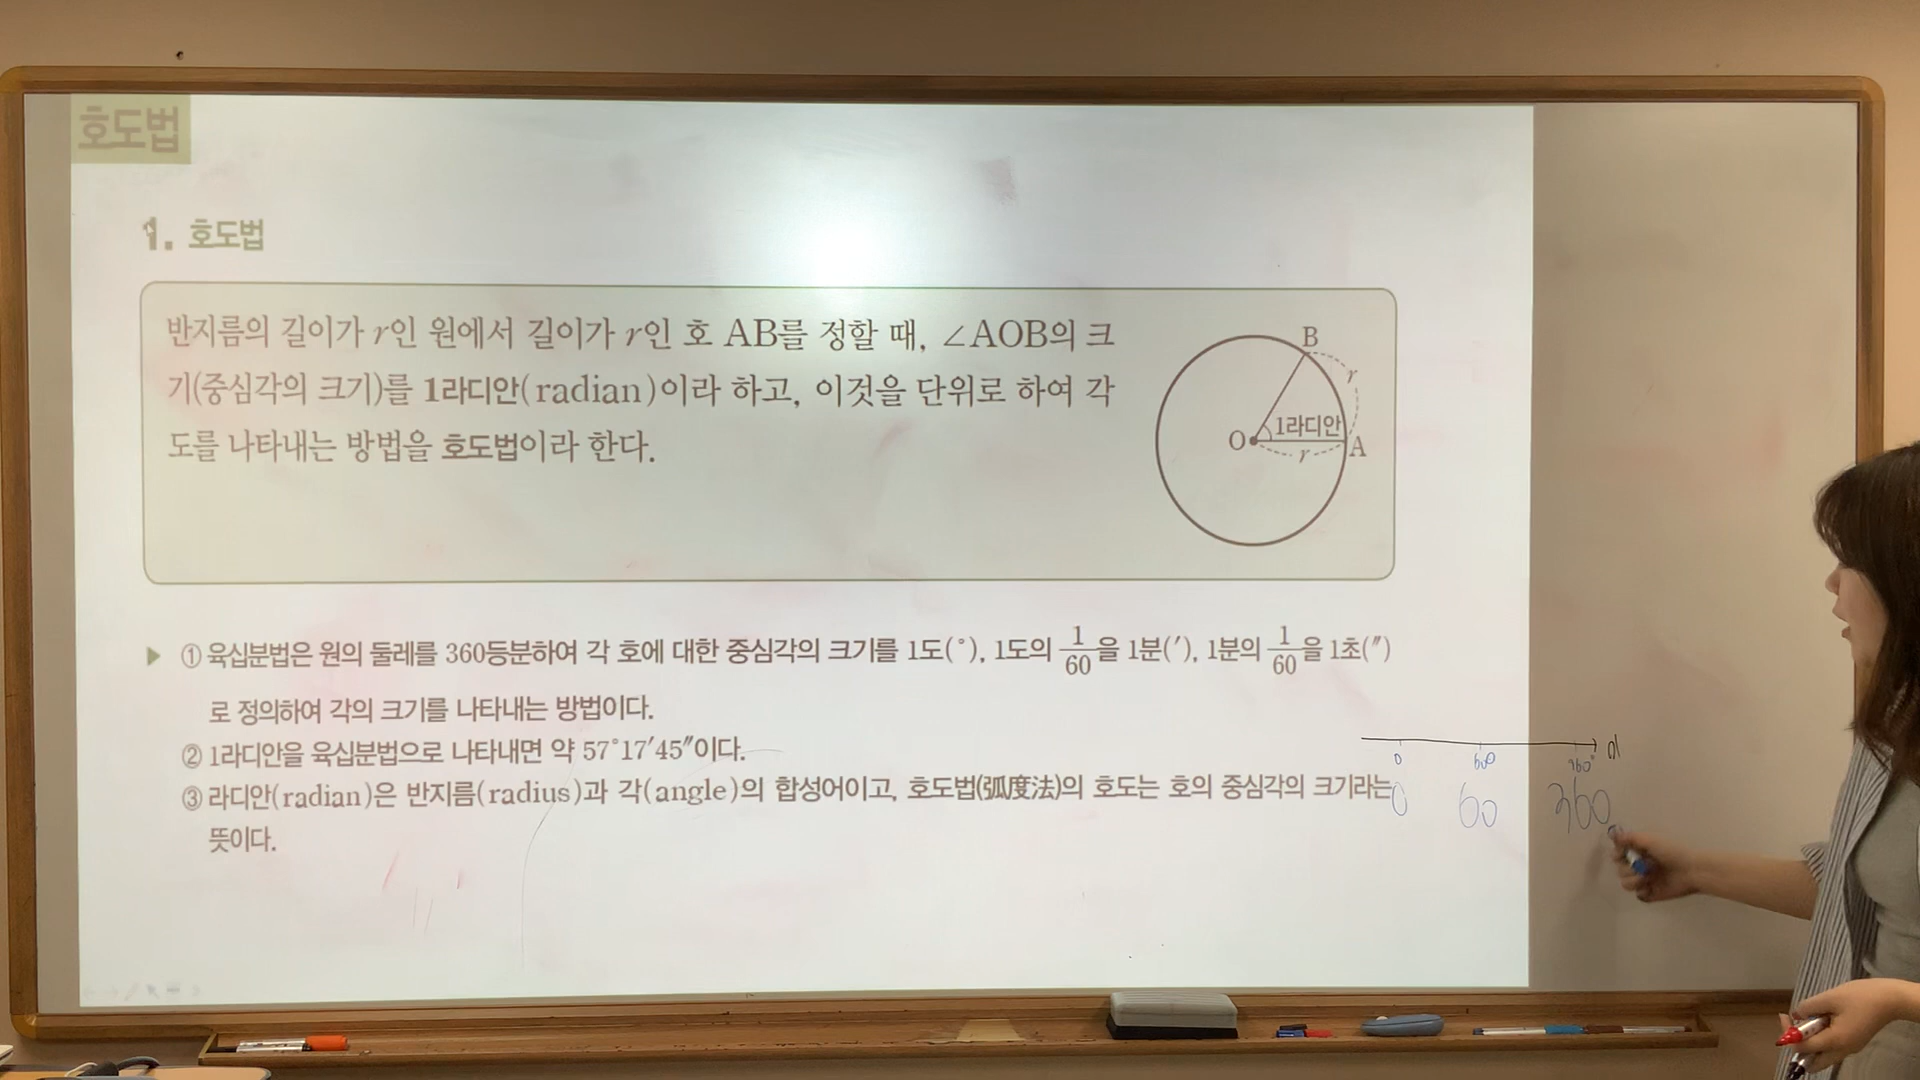 호도법
1. 호도법
반지름의 길이가 r인 원에서 길이가 r인 호 AB를 정할 때, ∠AOB의 크
기(중심각의 크기)를 1라디안(radian)이라 하고, 이것을 단위로 하여 각
도를 나타내는 방법을 호도법이라 한다.
B
r
1라디안
O
r
A
▶ ① 육십분법은 원의 둘레를 360등분하여 각 호에 대한 중심각의 크기를 1도(°), 1도의 1/60을 1분(′), 1분의 1/60을 1초(″)
로 정의하여 각의 크기를 나타내는 방법이다.
② 1라디안을 육십분법으로 나타내면 약 57°17′45″이다.
③ 라디안(radian)은 반지름(radius)과 각(angle)의 합성어이고, 호도법(弧度法)의 호도는 호의 중심각의 크기라는
뜻이다.
0 60° 360°
0 60 360